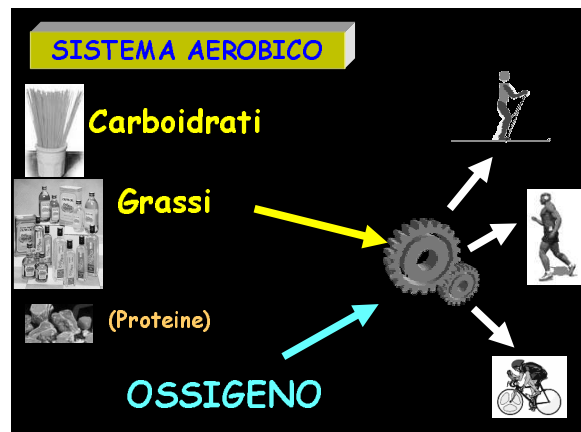 SISTEMA AEROBICO
Carboidrati
Grassi
(Proteine)
OSSIGENO